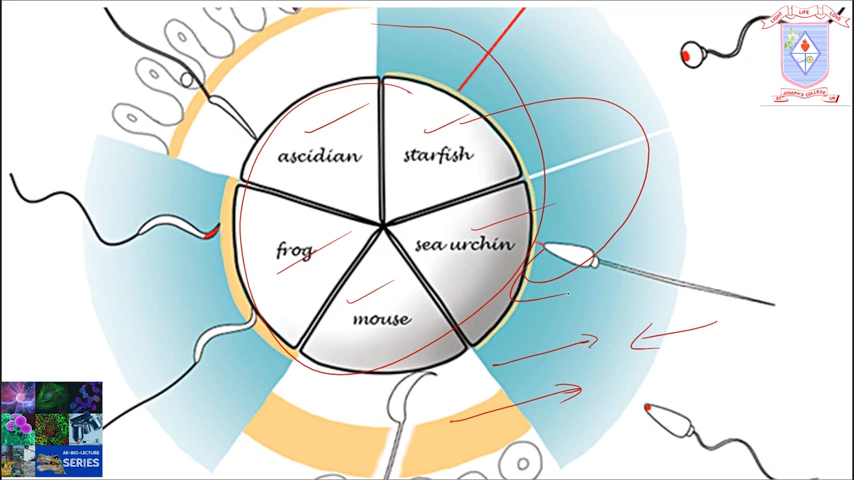 LIGHT LIFE LOVE
ST JOSEPH'S COLLEGE
ascidian
starfish
frog
sea urchin
mouse
AK-BIO-LECTURE
SERIES